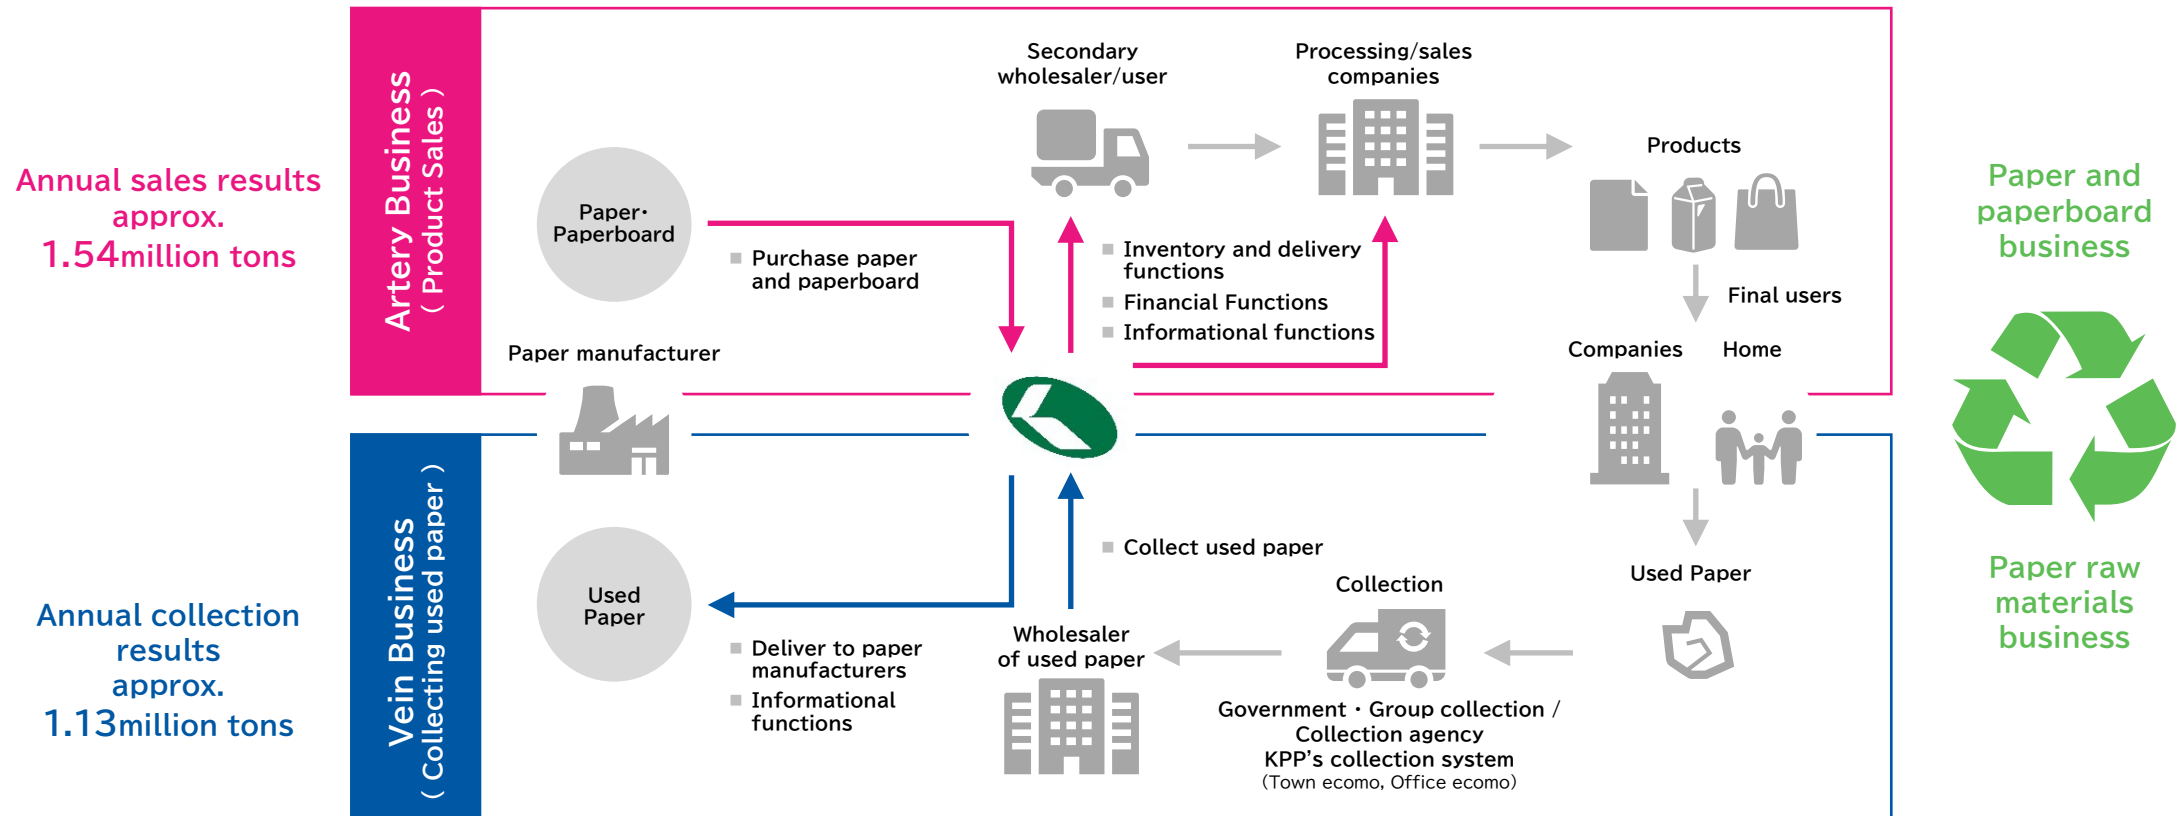 Annual sales results
approx.
1.54million tons
Artery Business
( Product Sales )
Paper・
Paperboard
Purchase paper
and paperboard
Paper manufacturer
Secondary
wholesaler/user
Processing/sales
companies
Inventory and delivery
functions
Financial Functions
Informational functions
Products
Final users
Companies
Home
Paper and
paperboard
business
Annual collection
results
approx.
1.13million tons
Vein Business
( Collecting used paper )
Used
Paper
Deliver to paper
manufacturers
Informational
functions
Collect used paper
Wholesaler
of used paper
Collection
Government・Group collection /
Collection agency
KPP’s collection system
(Town ecomo, Office ecomo)
Used Paper
Paper raw
materials
business